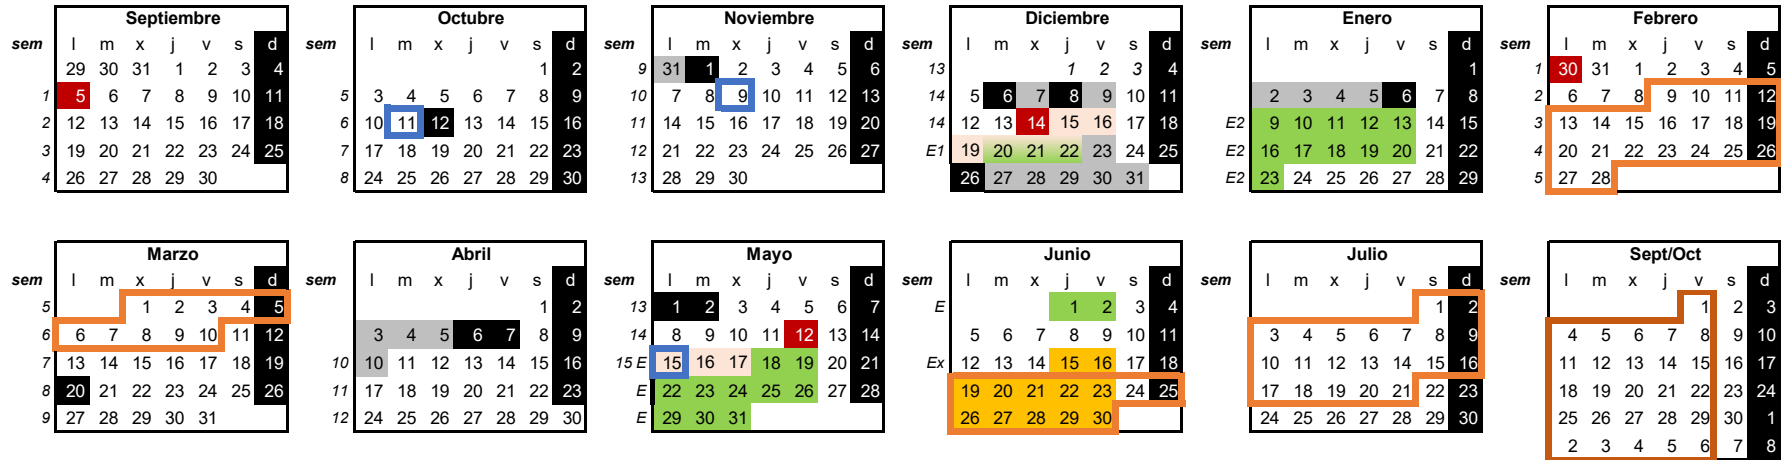 Septiembre
sem l m x j v s d
29 30 31 1 2 3 4
1 5 6 7 8 9 10 11
2 12 13 14 15 16 17 18
3 19 20 21 22 23 24 25
4 26 27 28 29 30
Octubre
sem l m x j v s d
1 2
5 3 4 5 6 7 8 9
6 10 11 12 13 14 15 16
7 17 18 19 20 21 22 23
8 24 25 26 27 28 29 30
Noviembre
sem l m x j v s d
9 31 1 2 3 4 5 6
10 7 8 9 10 11 12 13
11 14 15 16 17 18 19 20
12 21 22 23 24 25 26 27
13 28 29 30
Diciembre
sem l m x j v s d
13 1 2 3 4
14 5 6 7 8 9 10 11
14 12 13 14 15 16 17 18
E1 19 20 21 22 23 24 25
26 27 28 29 30 31
Enero
sem l m x j v s d
1
2 3 4 5 6 7 8
E2 9 10 11 12 13 14 15
E2 16 17 18 19 20 21 22
E2 23 24 25 26 27 28 29
Febrero
sem l m x j v s d
1 30 31 1 2 3 4 5
2 6 7 8 9 10 11 12
3 13 14 15 16 17 18 19
4 20 21 22 23 24 25 26
5 27 28
Marzo
sem l m x j v s d
5 1 2 3 4 5
6 6 7 8 9 10 11 12
7 13 14 15 16 17 18 19
8 20 21 22 23 24 25 26
9 27 28 29 30 31
Abril
sem l m x j v s d
1 2
3 4 5 6 7 8 9
10 10 11 12 13 14 15 16
11 17 18 19 20 21 22 23
12 24 25 26 27 28 29 30
Mayo
sem l m x j v s d
13 1 2 3 4 5 6 7
14 8 9 10 11 12 13 14
15 E 15 16 17 18 19 20 21
E 22 23 24 25 26 27 28
E 29 30 31
Junio
sem l m x j v s d
E 1 2 3 4
5 6 7 8 9 10 11
Ex 12 13 14 15 16 17 18
19 20 21 22 23 24 25
26 27 28 29 30
Julio
sem l m x j v s d
1 2
3 4 5 6 7 8 9
10 11 12 13 14 15 16
17 18 19 20 21 22 23
24 25 26 27 28 29 30
Sept/Oct
l m x j v s d
1 2 3
4 5 6 7 8 9 10
11 12 13 14 15 16 17
18 19 20 21 22 23 24
25 26 27 28 29 30 1
2 3 4 5 6 7 8